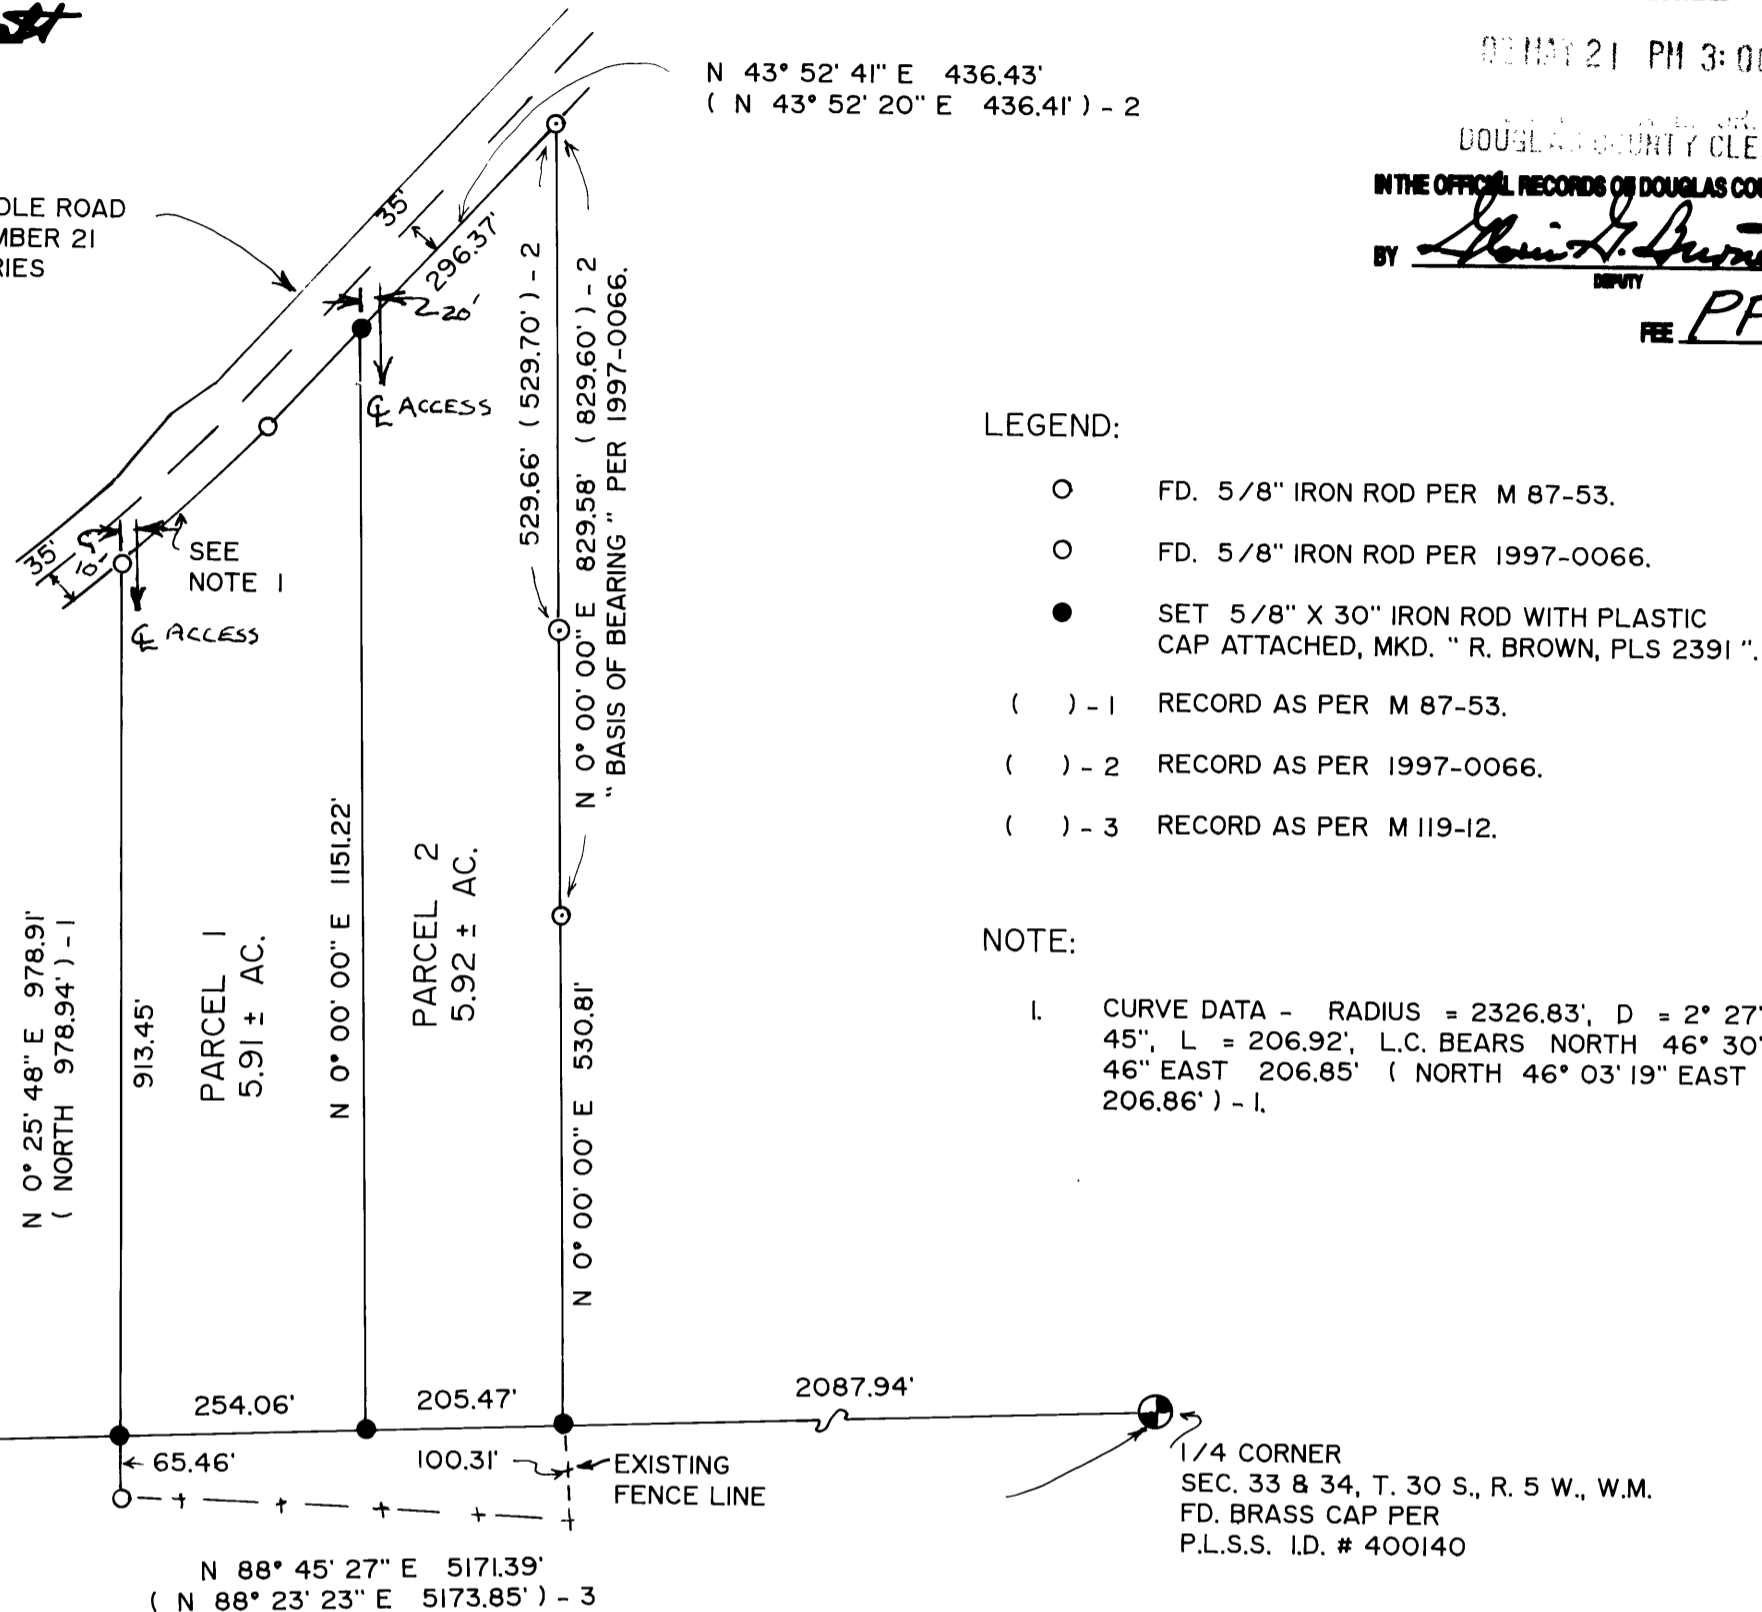 21 PM 3:00
DOUGLAS COUNTY CLE
IN THE OFFICIAL RECORDS OF DOUGLAS COU
BY
DEPUTY
FEE PP
N 43° 52' 41" E 436.43'
( N 43° 52' 20" E 436.41' ) - 2
DLE ROAD
MBER 21
RIES
35'
296.37'
20'
℄ ACCESS
529.66' ( 529.70' ) - 2
N 0° 00' 00" E 829.58' ( 829.60' ) - 2
" BASIS OF BEARING " PER 1997-0066.
35'
10'
SEE
NOTE 1
℄ ACCESS
LEGEND:
FD. 5/8" IRON ROD PER M 87-53.
FD. 5/8" IRON ROD PER 1997-0066.
SET 5/8" X 30" IRON ROD WITH PLASTIC
CAP ATTACHED, MKD. " R. BROWN, PLS 2391 ".
( ) - 1 RECORD AS PER M 87-53.
( ) - 2 RECORD AS PER 1997-0066.
( ) - 3 RECORD AS PER M 119-12.
NOTE:
1. CURVE DATA - RADIUS = 2326.83', D = 2° 27'
45", L = 206.92', L.C. BEARS NORTH 46° 30'
46" EAST 206.85' ( NORTH 46° 03' 19" EAST
206.86' ) - 1.
N 0° 25' 48" E 978.91'
( NORTH 978.94' ) - 1
913.45'
PARCEL 1
5.91 ± AC.
N 0° 00' 00" E 1151.22'
PARCEL 2
5.92 ± AC.
N 0° 00' 00" E 530.81'
254.06'
205.47'
2087.94'
65.46'
100.31'
EXISTING
FENCE LINE
1/4 CORNER
SEC. 33 & 34, T. 30 S., R. 5 W., W.M.
FD. BRASS CAP PER
P.L.S.S. I.D. # 400140
N 88° 45' 27" E 5171.39'
( N 88° 23' 23" E 5173.85' ) - 3